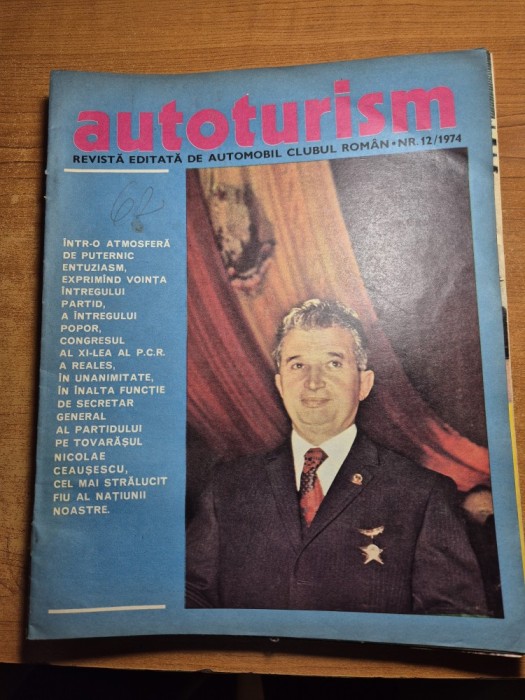 autoturism
REVISTĂ EDITATĂ DE AUTOMOBIL CLUBUL ROMÂN • NR. 12/1974
62
ÎNTR-O ATMOSFERĂ
DE PUTERNIC
ENTUZIASM,
EXPRIMÎND VOINȚA
ÎNTREGULUI
PARTID,
A ÎNTREGULUI
POPOR,
CONGRESUL
AL XI-LEA AL P.C.R.
A REALES,
ÎN UNANIMITATE,
ÎN ÎNALTA FUNCȚIE
DE SECRETAR
GENERAL
AL PARTIDULUI
PE TOVARĂȘUL
NICOLAE
CEAUȘESCU,
CEL MAI STRĂLUCIT
FIU AL NAȚIUNII
NOASTRE.